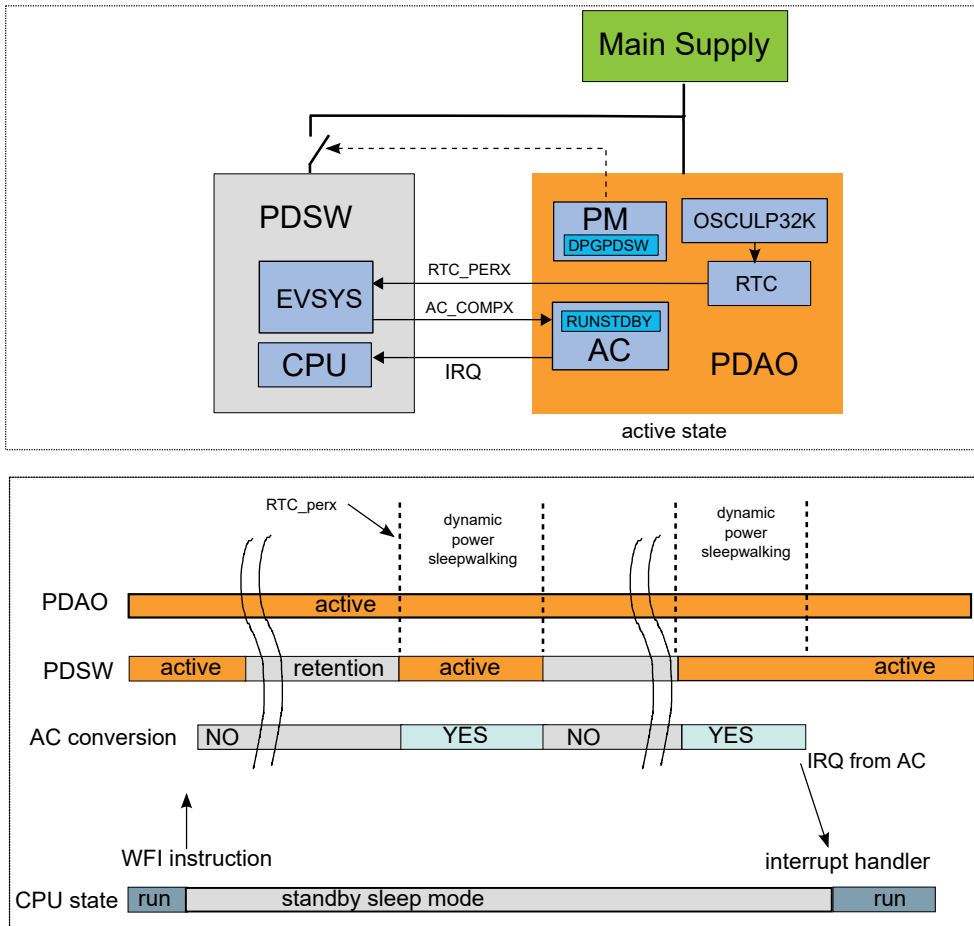 Main Supply
PDSW
PM
DPGPDSW
OSCULP32K
RTC_PERX
RTC
EVSYS
AC_COMPX
RUNSTDBY
AC
CPU
IRQ
PDAO
active state
RTC_perx
dynamic
power
sleepwalking
dynamic
power
sleepwalking
PDAO
active
PDSW
active
retention
active
active
AC conversion
NO
YES
NO
YES
IRQ from AC
WFI instruction
interrupt handler
CPU state
run
standby sleep mode
run